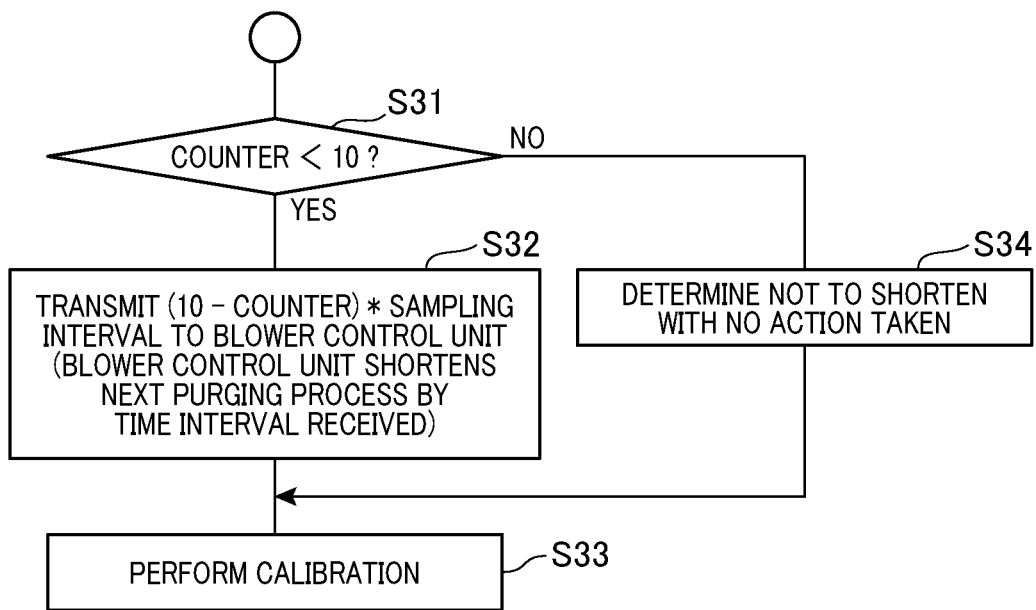 S31
COUNTER < 10 ?
NO
YES
S32
TRANSMIT (10 – COUNTER) * SAMPLING
INTERVAL TO BLOWER CONTROL UNIT
(BLOWER CONTROL UNIT SHORTENS
NEXT PURGING PROCESS BY
TIME INTERVAL RECEIVED)
S34
DETERMINE NOT TO SHORTEN
WITH NO ACTION TAKEN
S33
PERFORM CALIBRATION